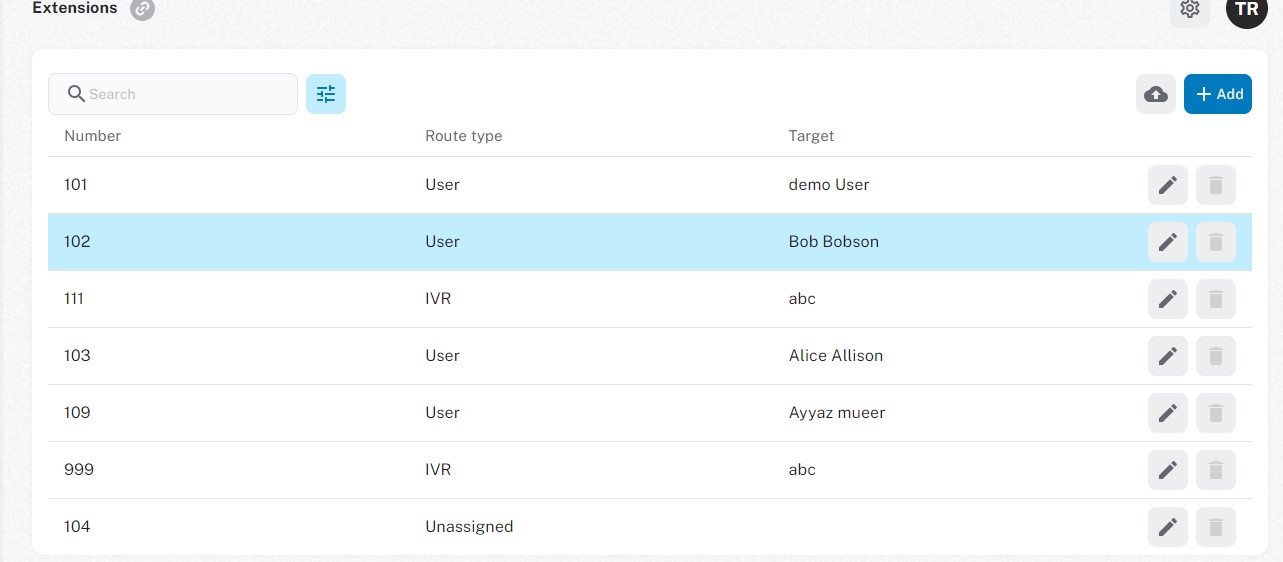 Extensions
TR
Search
Add
Number Route type Target
101 User demo User
102 User Bob Bobson
111 IVR abc
103 User Alice Allison
109 User Ayyaz mueer
999 IVR abc
104 Unassigned